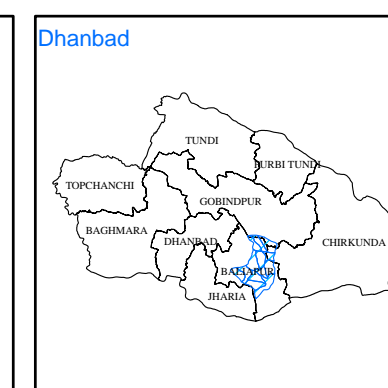 Dhanbad
TUNDI
PURBI TUNDI
TOPCHANCHI
GOBINDPUR
BAGHMARA
DHANBAD
CHIRKUNDA
BALIAPUR
JHARIA